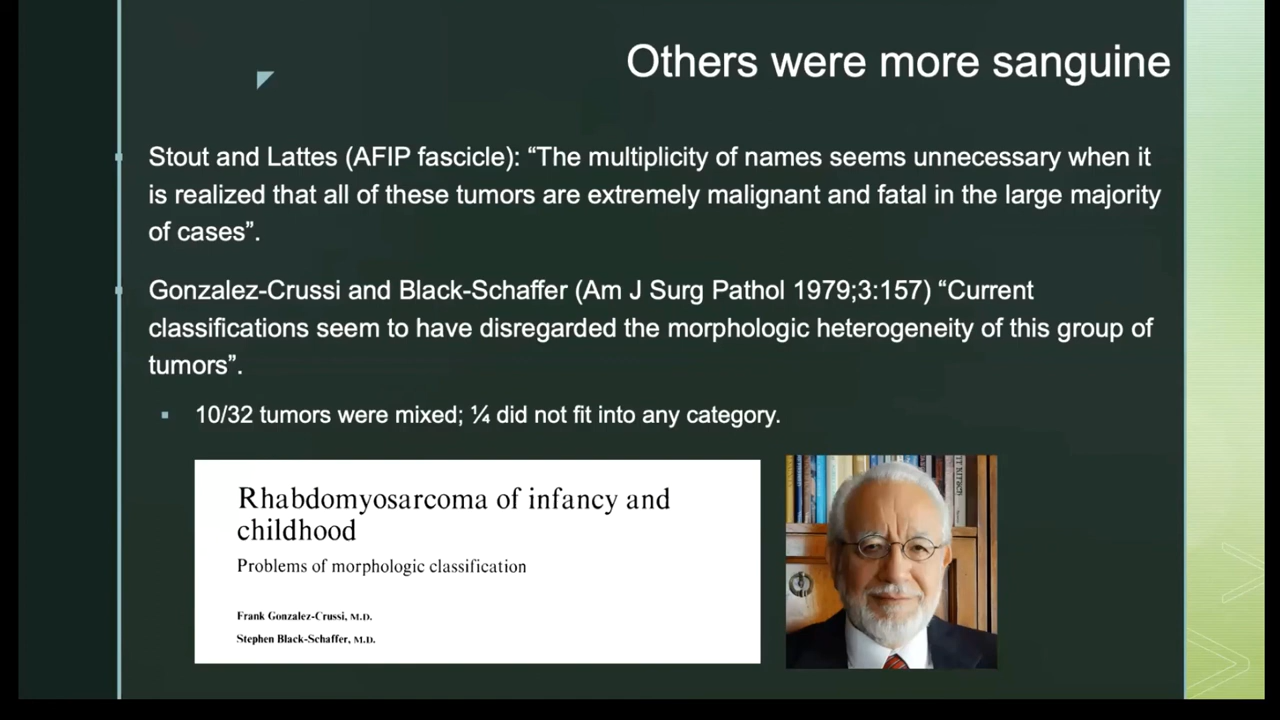 Others were more sanguine
Stout and Lattes (AFIP fascicle): “The multiplicity of names seems unnecessary when it
is realized that all of these tumors are extremely malignant and fatal in the large majority
of cases”.
Gonzalez-Crussi and Black-Schaffer (Am J Surg Pathol 1979;3:157) “Current
classifications seem to have disregarded the morphologic heterogeneity of this group of
tumors”.
10/32 tumors were mixed; ¼ did not fit into any category.
Rhabdomyosarcoma of infancy and
childhood
Problems of morphologic classification
Frank Gonzalez-Crussi, M.D.
Stephen Black-Schaffer, M.D.